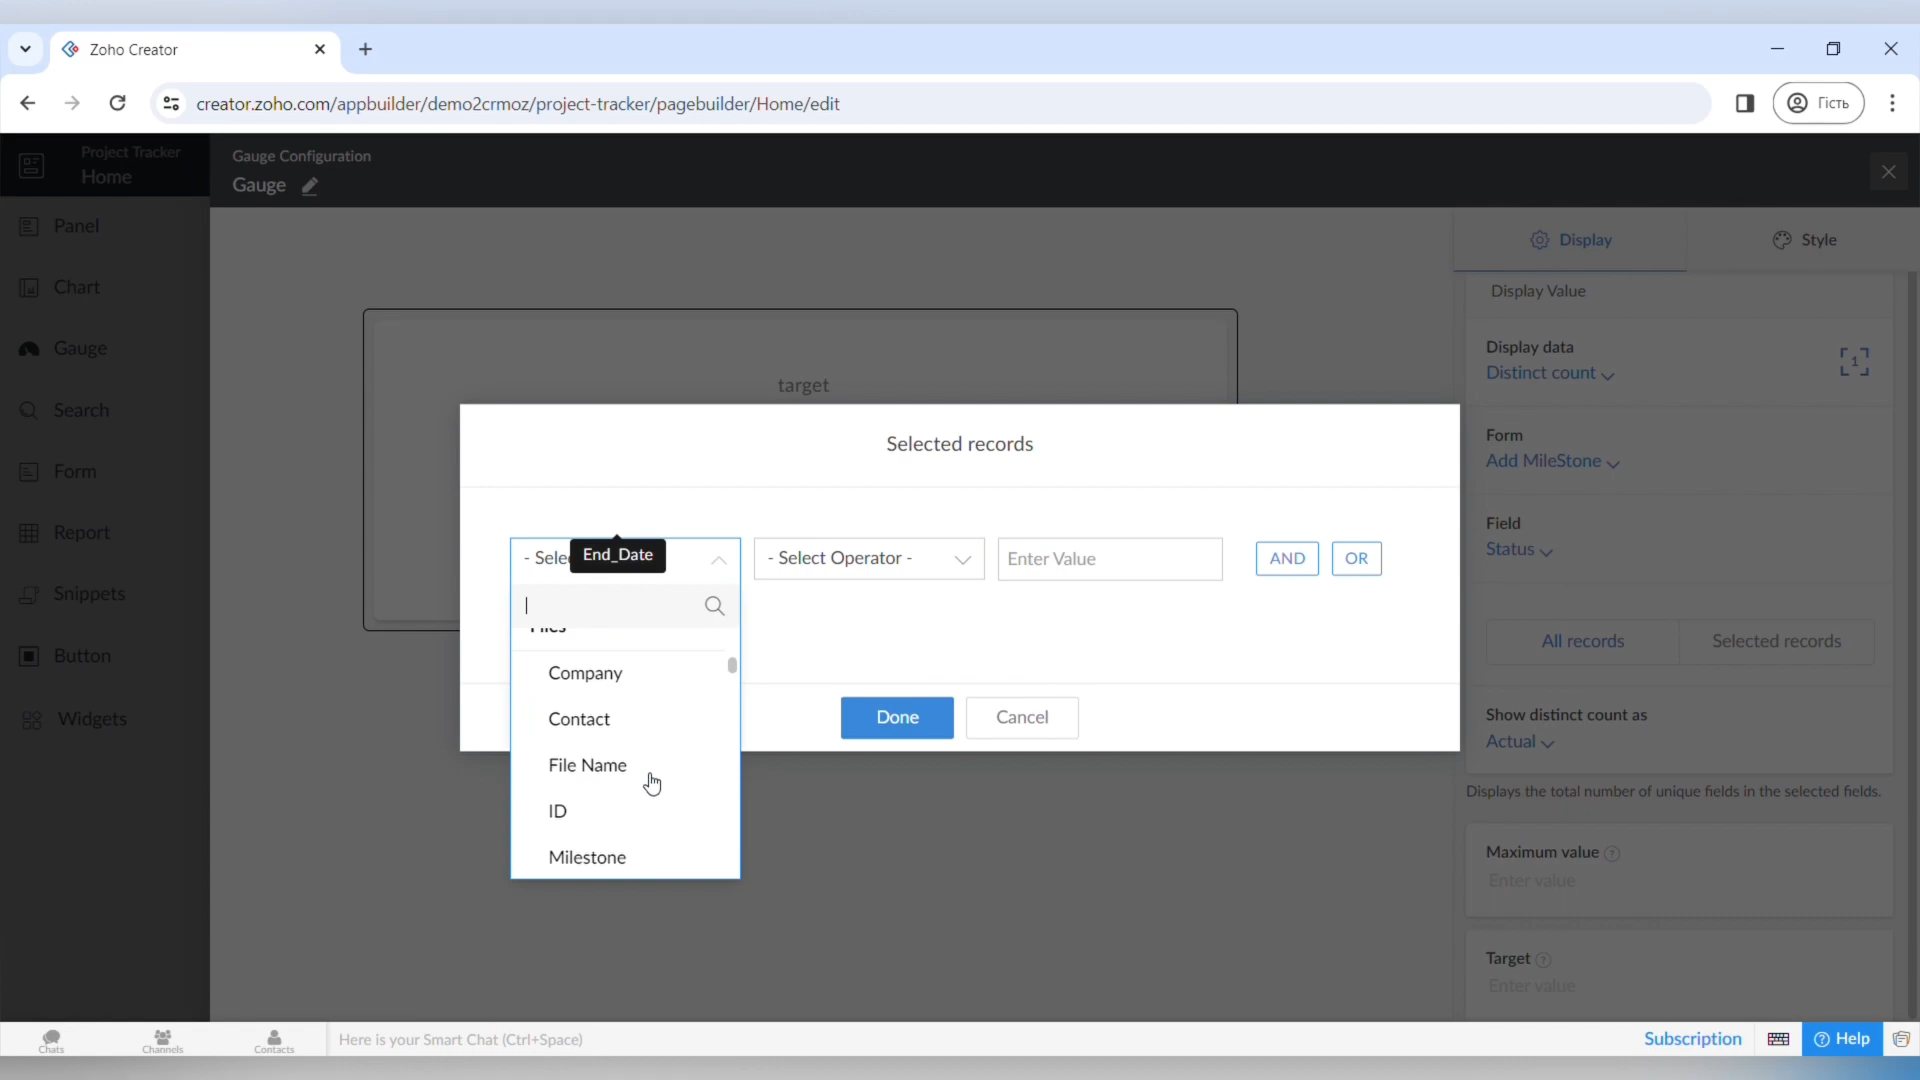 Zoho Creator
creator.zoho.com/appbuilder/demo2crmoz/project-tracker/pagebuilder/Home/edit
Гість
Project Tracker
Home
Gauge Configuration
Gauge
Panel
Chart
Gauge
Search
Form
Report
Snippets
Button
Widgets
target
Display
Style
Display Value
Display data
Distinct count
1
Form
Add MileStone
Field
Status
All records
Selected records
Show distinct count as
Actual
Displays the total number of unique fields in the selected fields.
Maximum value
Enter value
Target
Enter value
Selected records
- Sele
End_Date
- Select Operator -
Enter Value
AND
OR
Files
Company
Contact
File Name
ID
Milestone
Done
Cancel
Chats
Channels
Contacts
Here is your Smart Chat (Ctrl+Space)
Subscription
Help